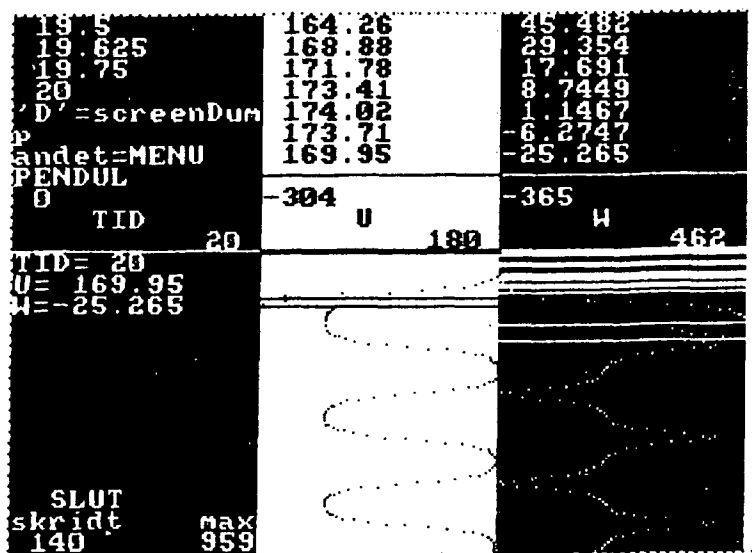 19.5
19.625
19.75
20
'D'=screenDum
p
andet=MENU
PENDUL
0
TID
20
164.26
168.88
171.78
173.41
174.02
173.71
169.95
-304
U
180
45.482
29.354
17.691
8.7449
1.1467
-6.2747
-25.265
-365
W
462
TID= 20
U= 169.95
W=-25.265
SLUT
skridt max
140 959